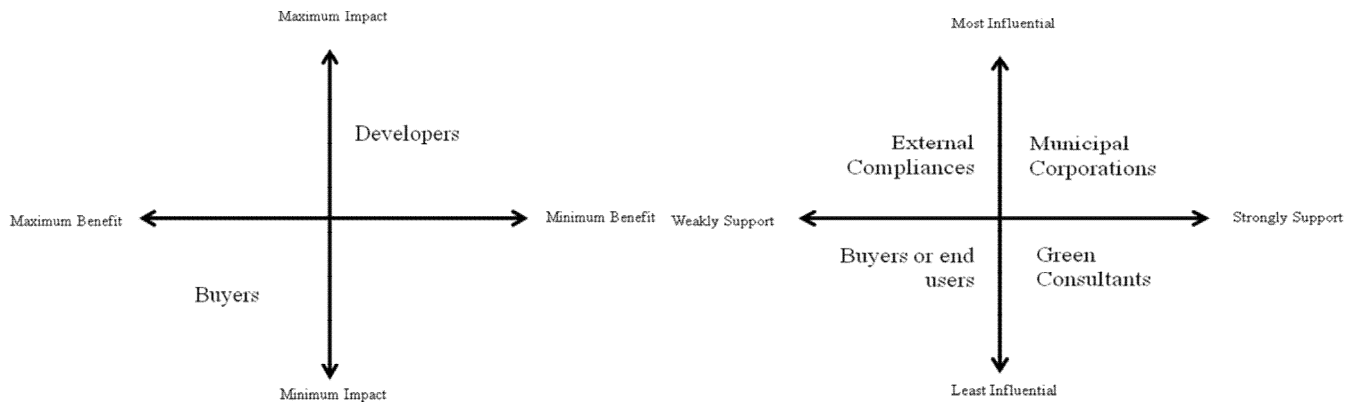 Maximum Impact
Developers
Maximum Benefit
Minimum Benefit
Buyers
Minimum Impact
Most Influential
External
Compliances
Municipal
Corporations
Weakly Support
Strongly Support
Buyers or end
users
Green
Consultants
Least Influential